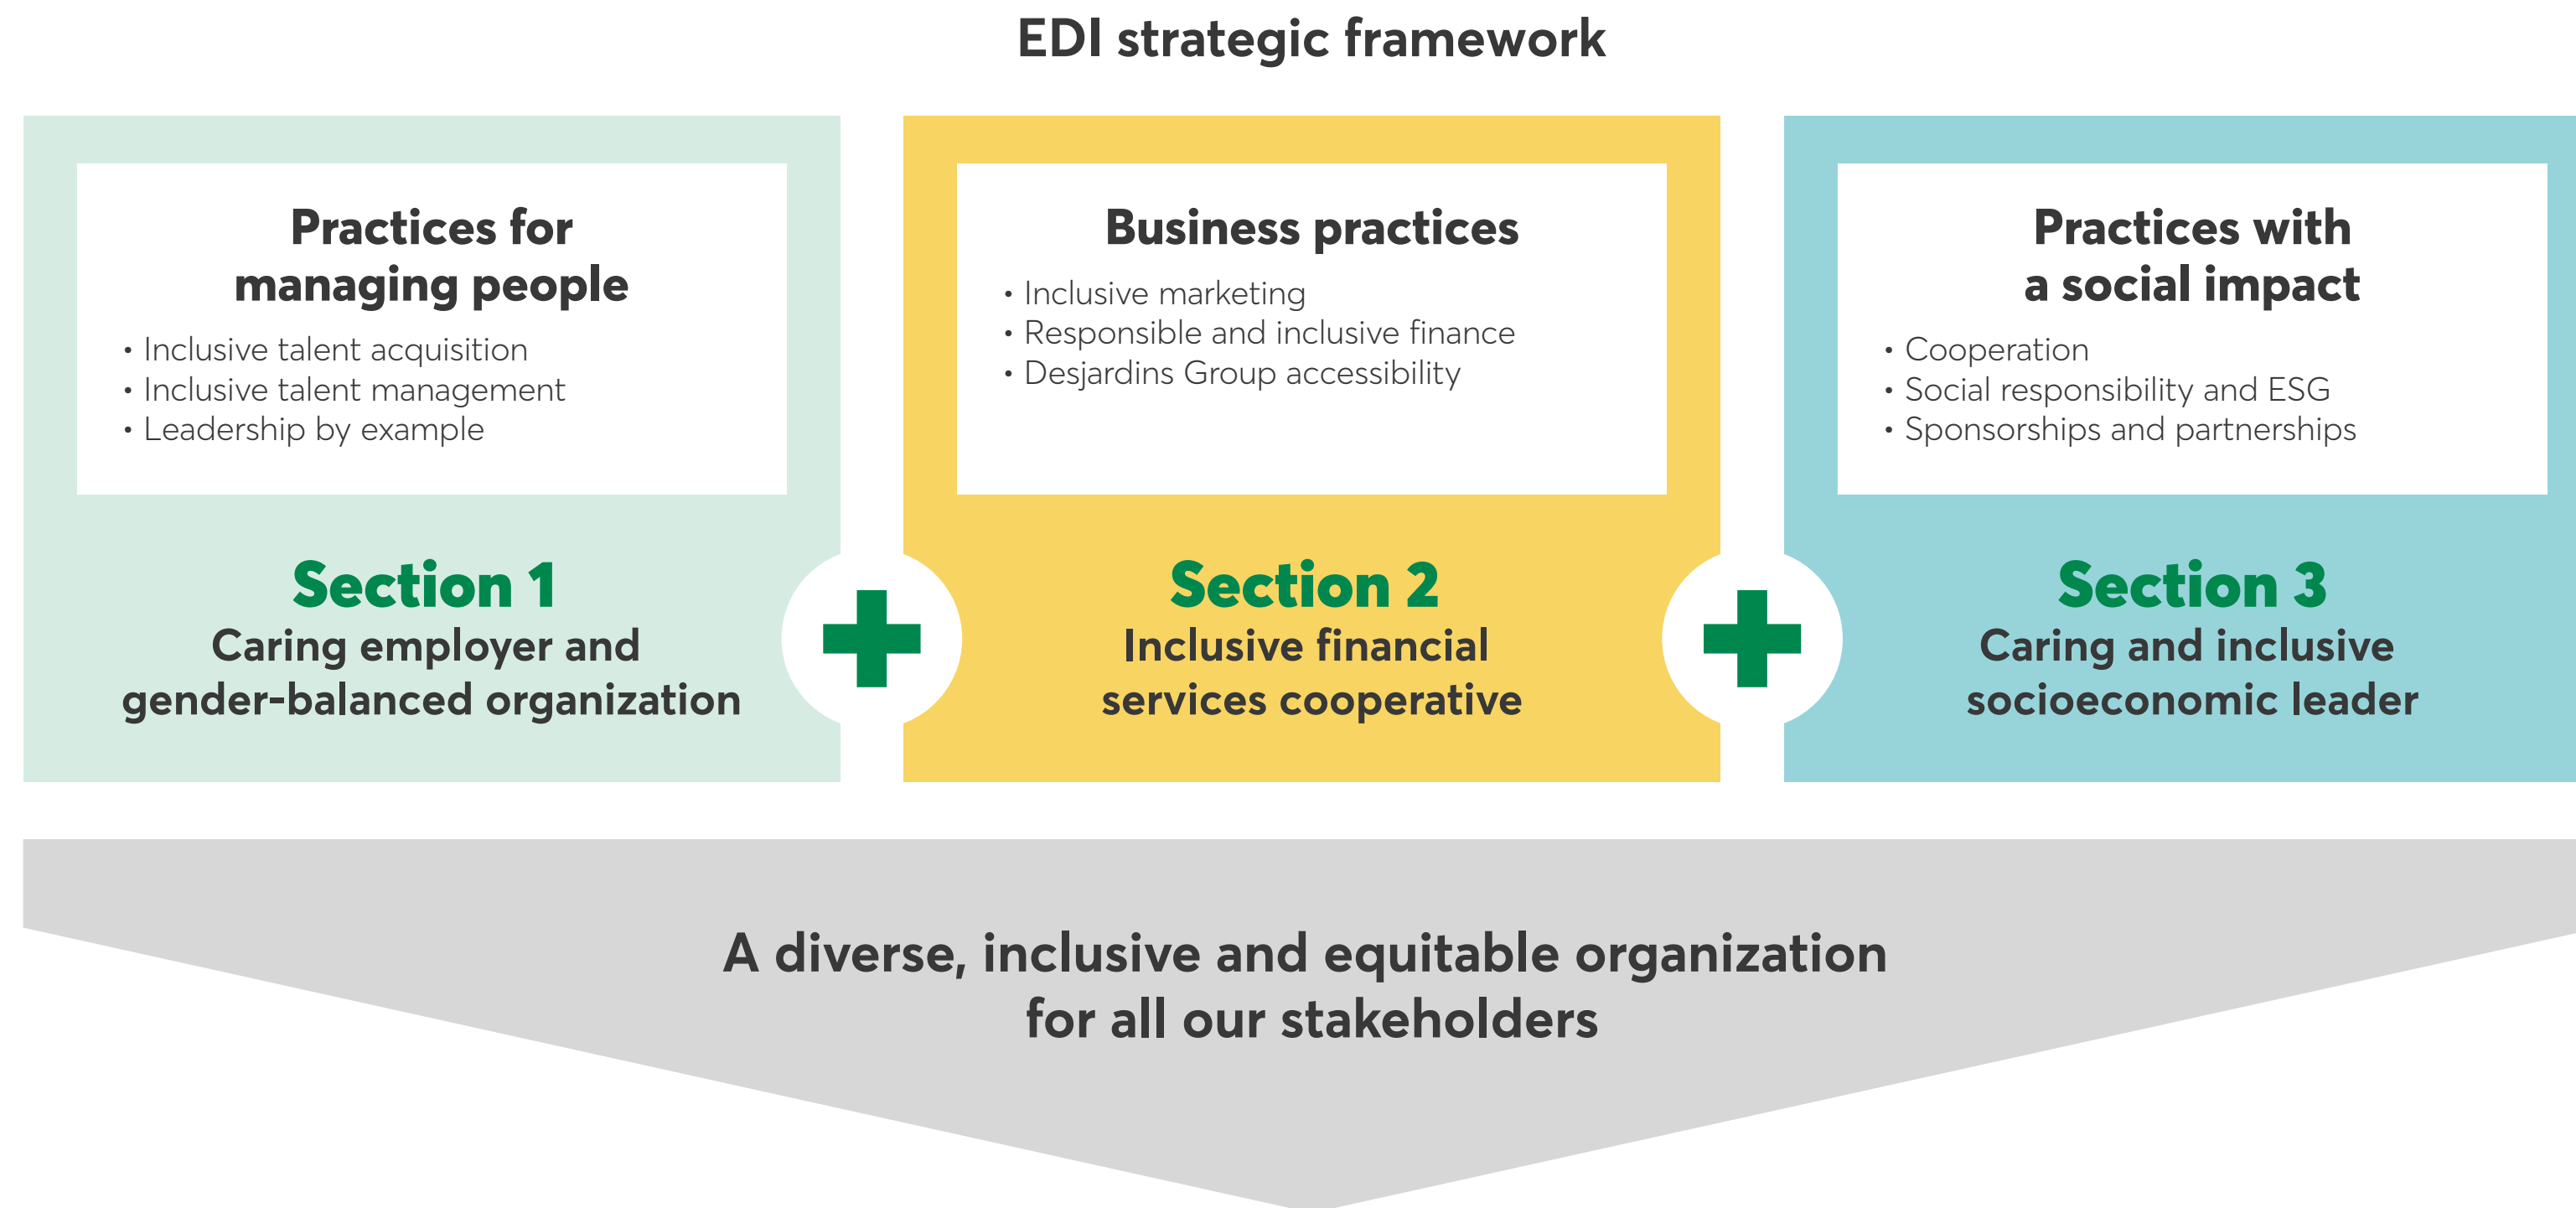 EDI strategic framework
Practices for
managing people
• Inclusive talent acquisition
• Inclusive talent management
• Leadership by example
Section 1
Caring employer and
gender-balanced organization
Business practices
• Inclusive marketing
• Responsible and inclusive finance
• Desjardins Group accessibility
Section 2
Inclusive financial
services cooperative
Practices with
a social impact
• Cooperation
• Social responsibility and ESG
• Sponsorships and partnerships
Section 3
Caring and inclusive
socioeconomic leader
A diverse, inclusive and equitable organization
for all our stakeholders